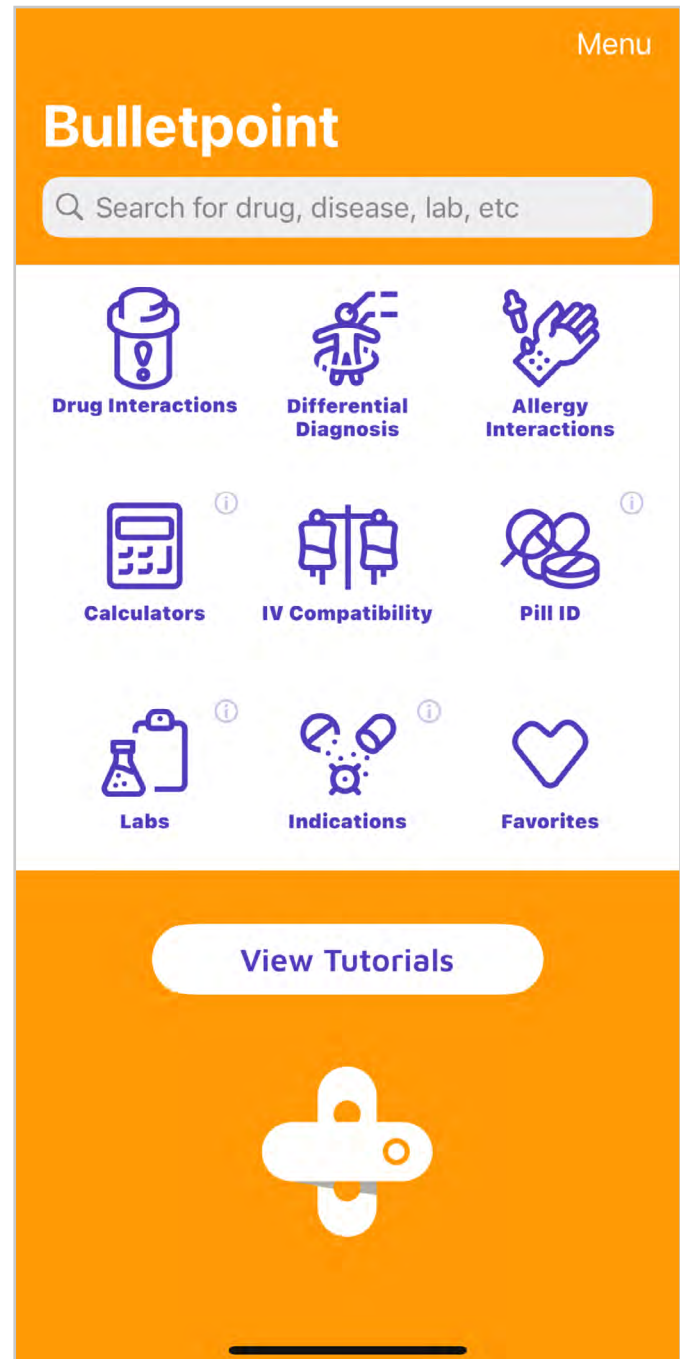 Menu
Bulletpoint
Search for drug, disease, lab, etc
Drug Interactions
Differential
Diagnosis
Allergy
Interactions
Calculators
IV Compatibility
Pill ID
Labs
Indications
Favorites
View Tutorials